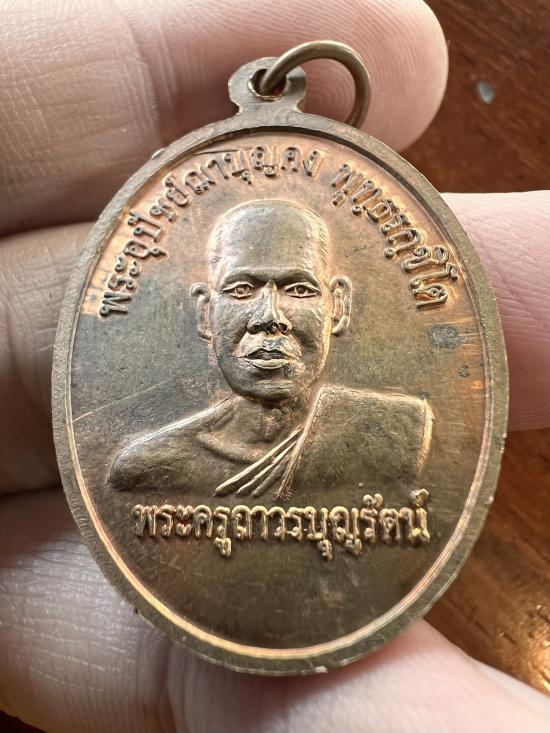 พระอุปัชย์ฌาบุญคง พุทฺธรกฺขิโต
พระครูถาวรบุญรัตน์